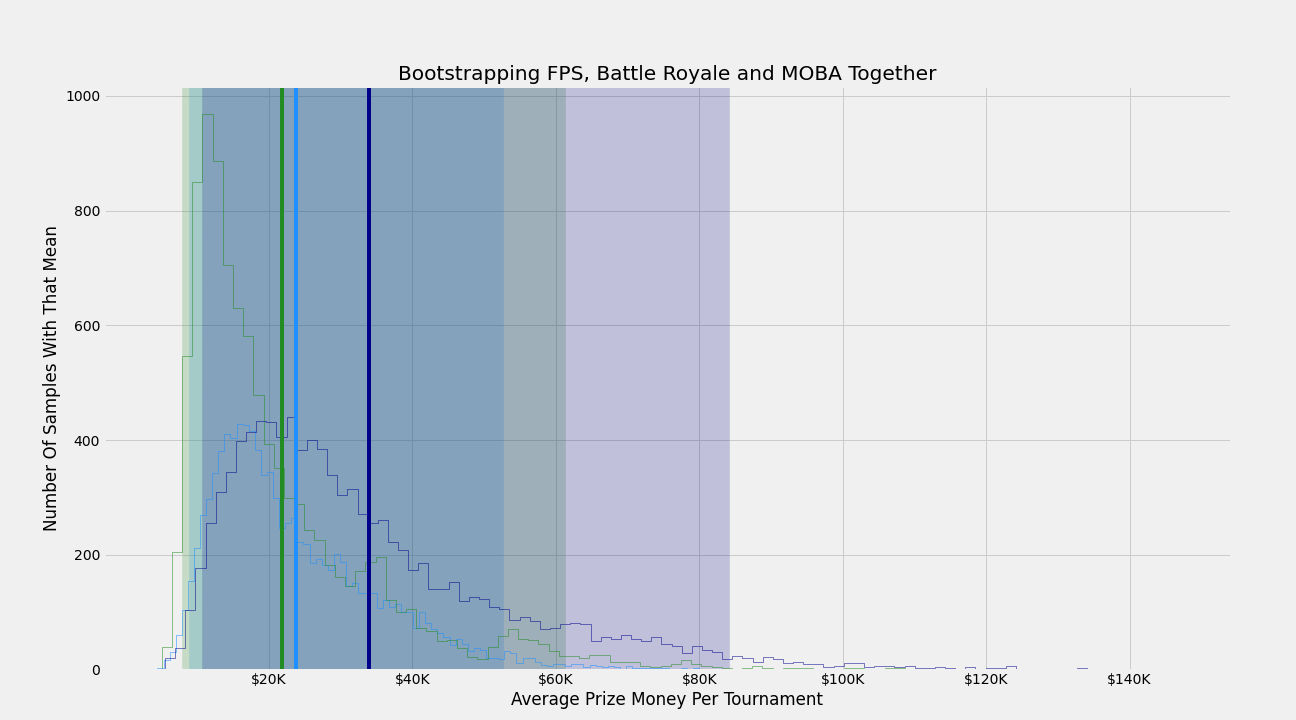 Bootstrapping FPS, Battle Royale and MOBA Together
1000
800
600
400
200
0
Number Of Samples With That Mean
$20K $40K $60K $80K $100K $120K $140K
Average Prize Money Per Tournament